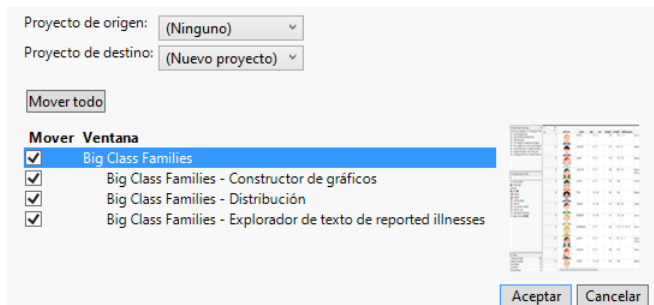 Proyecto de origen: (Ninguno)
Proyecto de destino: (Nuevo proyecto)
Mover todo
Mover Ventana
Big Class Families
Big Class Families - Constructor de gráficos
Big Class Families - Distribución
Big Class Families - Explorador de texto de reported illnesses
Aceptar Cancelar